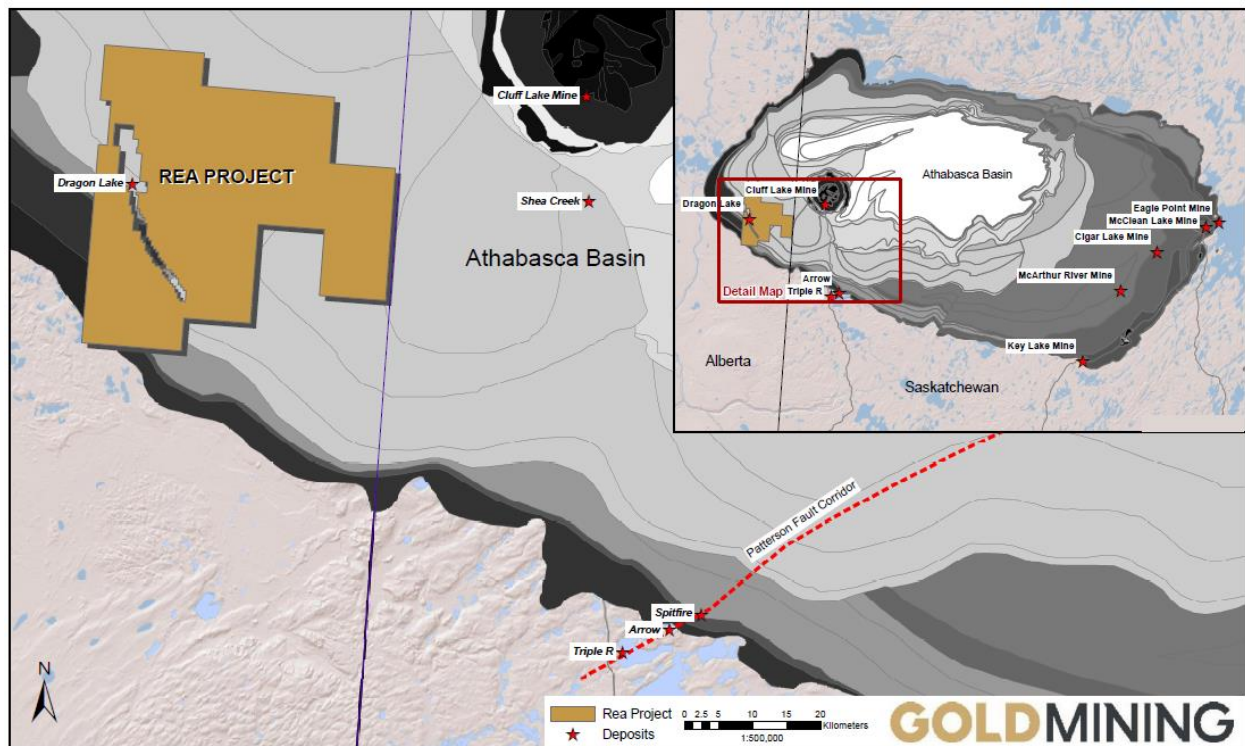 Cluff Lake Mine
Dragon Lake
REA PROJECT
Shea Creek
Athabasca Basin
Patterson Fault Corridor
Spitfire
Arrow
Triple R
N
Athabasca Basin
Cluff Lake Mine
Dragon Lake
Eagle Point Mine
McClean Lake Mine
Cigar Lake Mine
McArthur River Mine
Arrow
Triple R
Detail Map
Key Lake Mine
Alberta
Saskatchewan
Rea Project
Deposits
0 2.5 5 10 15 20
Kilometers
1:500,000
GOLDMINING